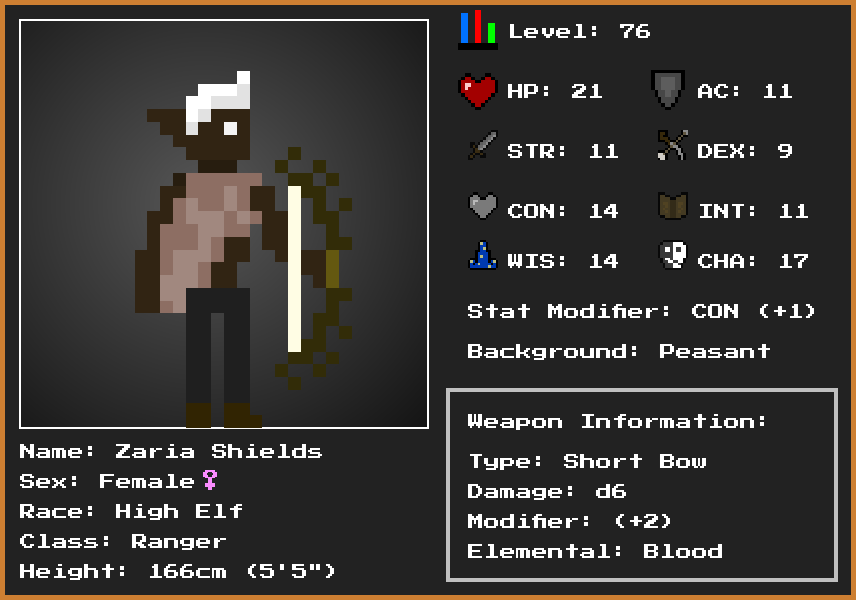 Level: 76
HP: 21 AC: 11
STR: 11 DEX: 9
CON: 14 INT: 11
WIS: 14 CHA: 17
Stat Modifier: CON (+1)
Background: Peasant
Weapon Information:
Type: Short Bow
Damage: d6
Modifier: (+2)
Elemental: Blood
Name: Zaria Shields
Sex: Female♀
Race: High Elf
Class: Ranger
Height: 166cm (5'5")